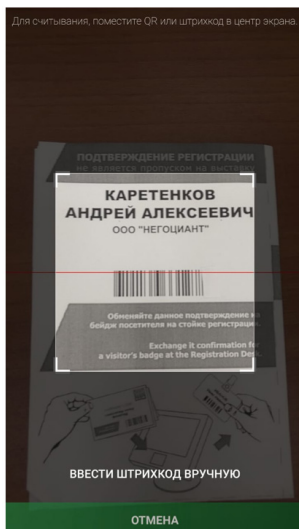 Для считывания, поместите QR или штрихкод в центр экрана.
ПОДТВЕРЖДЕНИЕ РЕГИСТРАЦИИ
не является пропуском на выставку
КАРЕТЕНКОВ
АНДРЕЙ АЛЕКСЕЕВИЧ
ООО "НЕГОЦИАНТ"
Обменяйте данное подтверждение на
бейдж посетителя на стойке регистрации.
Exchange it confirmation for
a visitor's badge at the Registration Desk.
ВВЕСТИ ШТРИХКОД ВРУЧНУЮ
ОТМЕНА